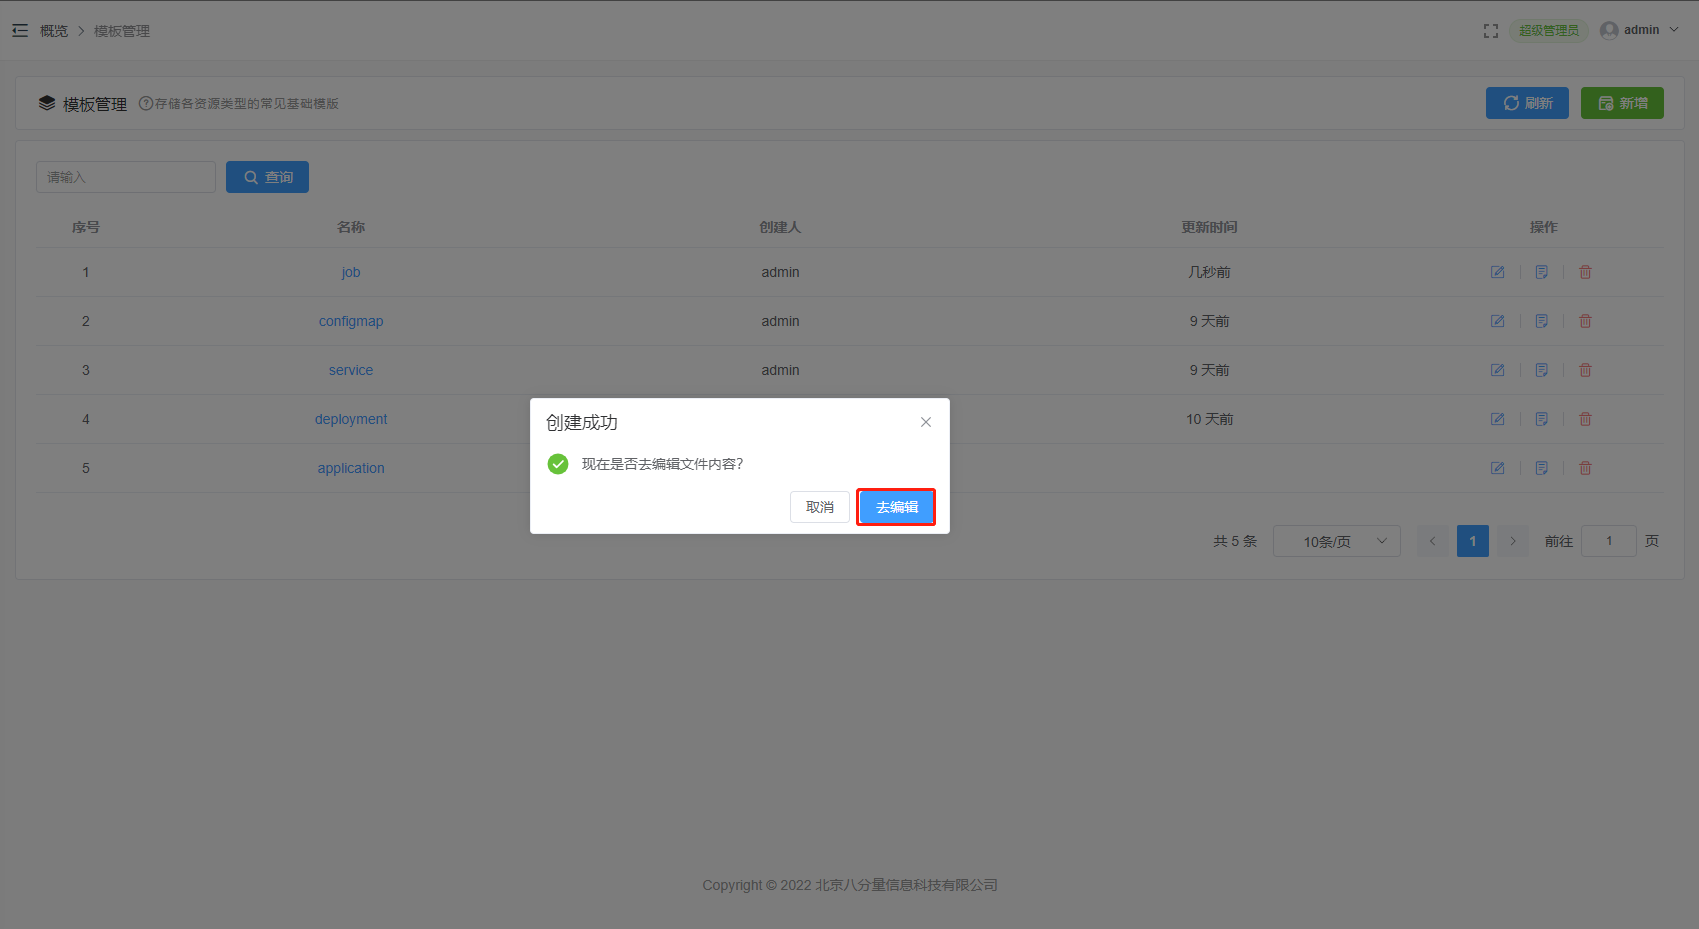 概览 > 模板管理
超级管理员 admin
模板管理 存储各资源类型的常见基础模版
刷新 新增
请输入 查询
序号 名称 创建人 更新时间 操作
1 job admin 几秒前
2 configmap admin 9 天前
3 service admin 9 天前
4 deployment 10 天前
5 application
创建成功
现在是否去编辑文件内容?
取消 去编辑
共 5 条 10条/页 1 前往 1 页
Copyright © 2022 北京八分量信息科技有限公司